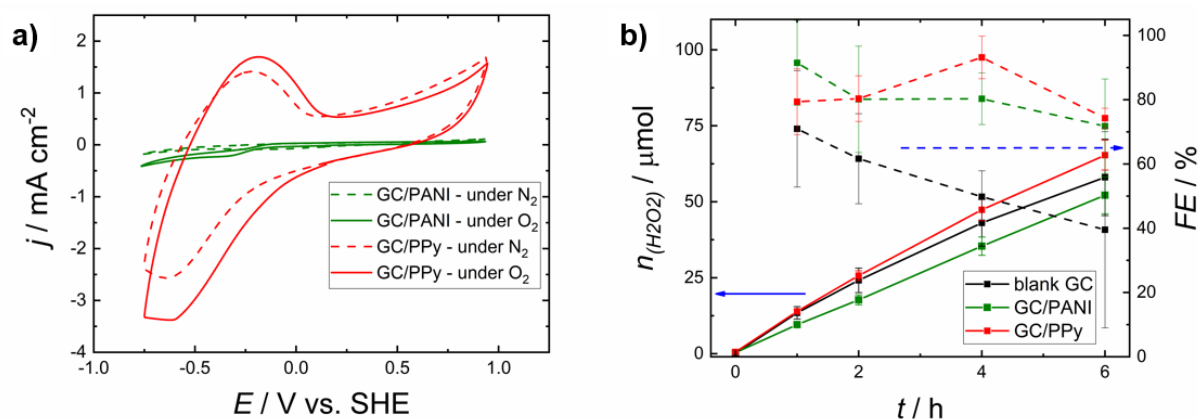 a)
2
1
0
-1
-2
-3
-4
j / mA cm-2
-1.0 -0.5 0.0 0.5 1.0
E / V vs. SHE
GC/PANI - under N2
GC/PANI - under O2
GC/PPy - under N2
GC/PPy - under O2
b)
100
75
50
25
0
n(H2O2) / μmol
0 2 4 6
t / h
100
80
60
40
20
0
FE / %
blank GC
GC/PANI
GC/PPy